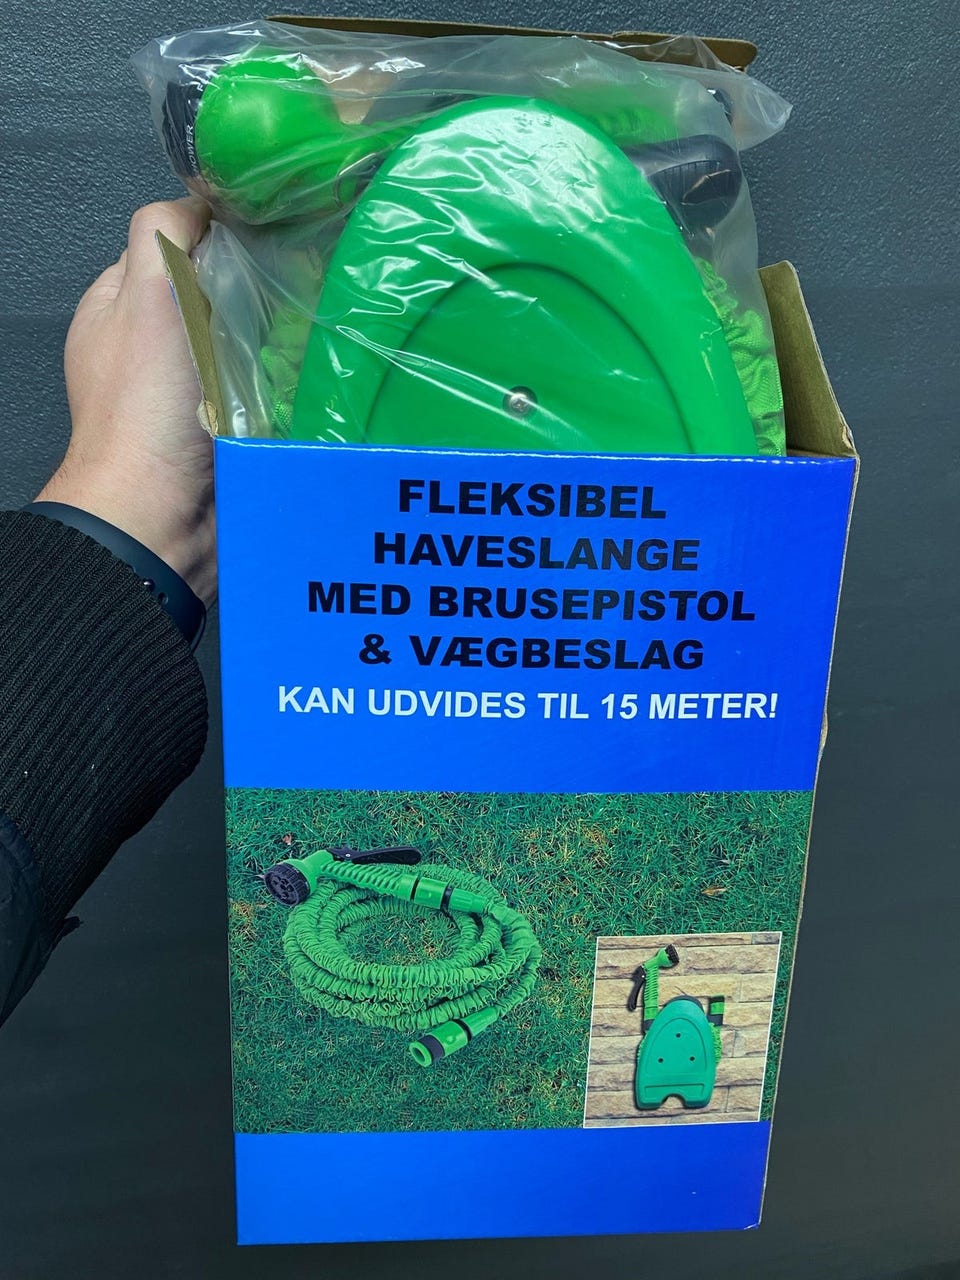 FLEKSIBEL
HAVESLANGE
MED BRUSEPISTOL
& VÆGBESLAG
KAN UDVIDES TIL 15 METER!